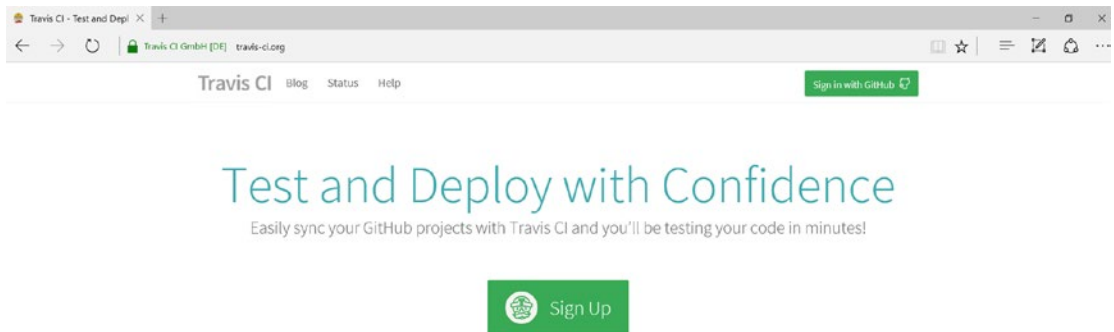 Travis CI - Test and Depl
Travis CI GmbH [DE] travis-ci.org
Travis CI Blog Status Help Sign in with GitHub
Test and Deploy with Confidence
Easily sync your GitHub projects with Travis CI and you'll be testing your code in minutes!
Sign Up